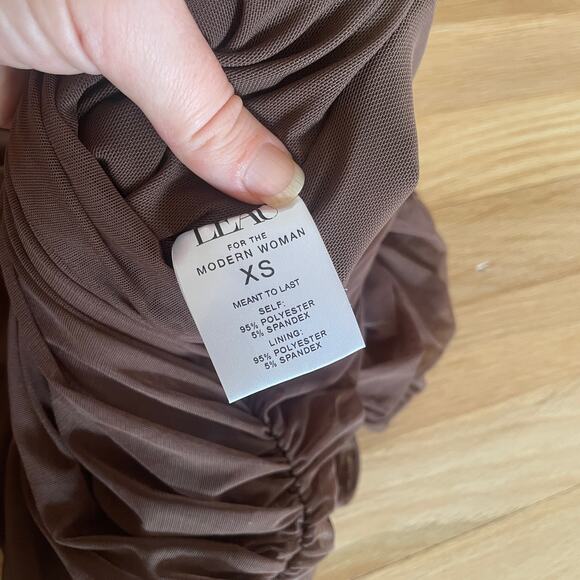 FOR THE
MODERN WOMAN
XS
MEANT TO LAST
SELF:
95% POLYESTER
5% SPANDEX
LINING:
95% POLYESTER
5% SPANDEX